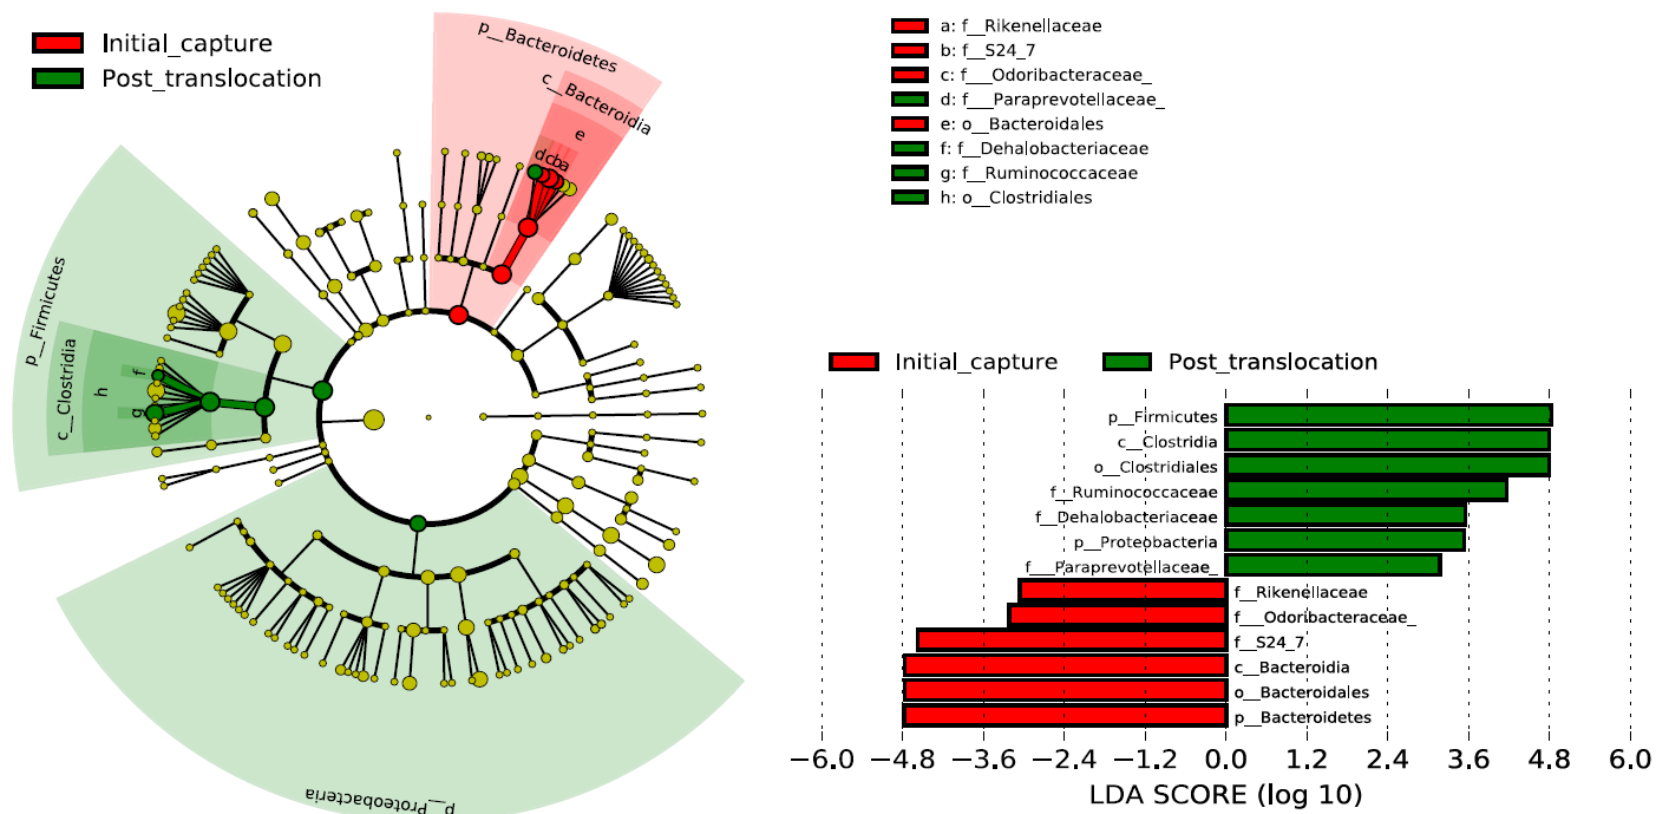 Initial_capture
Post_translocation
p__Bacteroidetes
c__Bacteroidia
e
d c b a
p__Firmicutes
c__Clostridia
h
f
g
p__Proteobacteria
a: f__Rikenellaceae
b: f__S24_7
c: f___Odoribacteraceae_
d: f___Paraprevotellaceae_
e: o__Bacteroidales
f: f__Dehalobacteriaceae
g: f__Ruminococcaceae
h: o__Clostridiales
Initial_capture Post_translocation
p__Firmicutes
c__Clostridia
o__Clostridiales
f__Ruminococcaceae
f__Dehalobacteriaceae
p__Proteobacteria
f___Paraprevotellaceae_
f__Rikenellaceae
f___Odoribacteraceae_
f__S24_7
c__Bacteroidia
o__Bacteroidales
p__Bacteroidetes
−6.0 −4.8 −3.6 −2.4 −1.2 0.0 1.2 2.4 3.6 4.8 6.0
LDA SCORE (log 10)